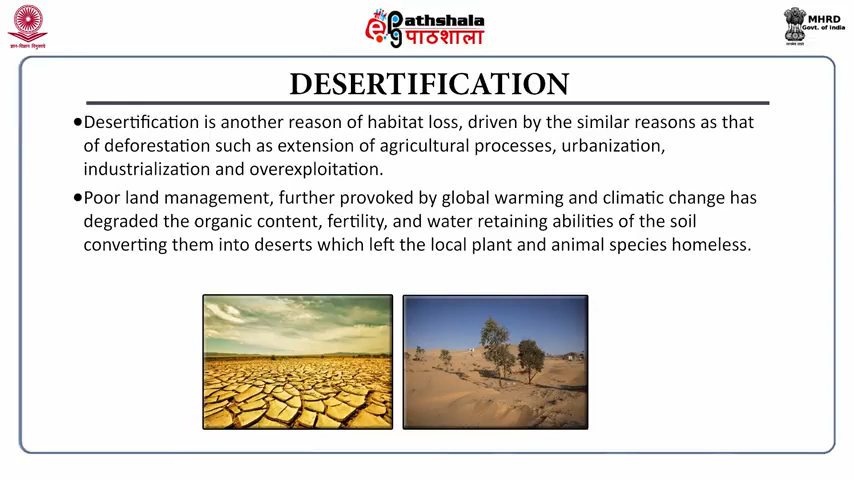 ePathshala
पाठशाला
MHRD
Govt. of India
DESERTIFICATION
•Desertification is another reason of habitat loss, driven by the similar reasons as that
of deforestation such as extension of agricultural processes, urbanization,
industrialization and overexploitation.
•Poor land management, further provoked by global warming and climatic change has
degraded the organic content, fertility, and water retaining abilities of the soil
converting them into deserts which left the local plant and animal species homeless.